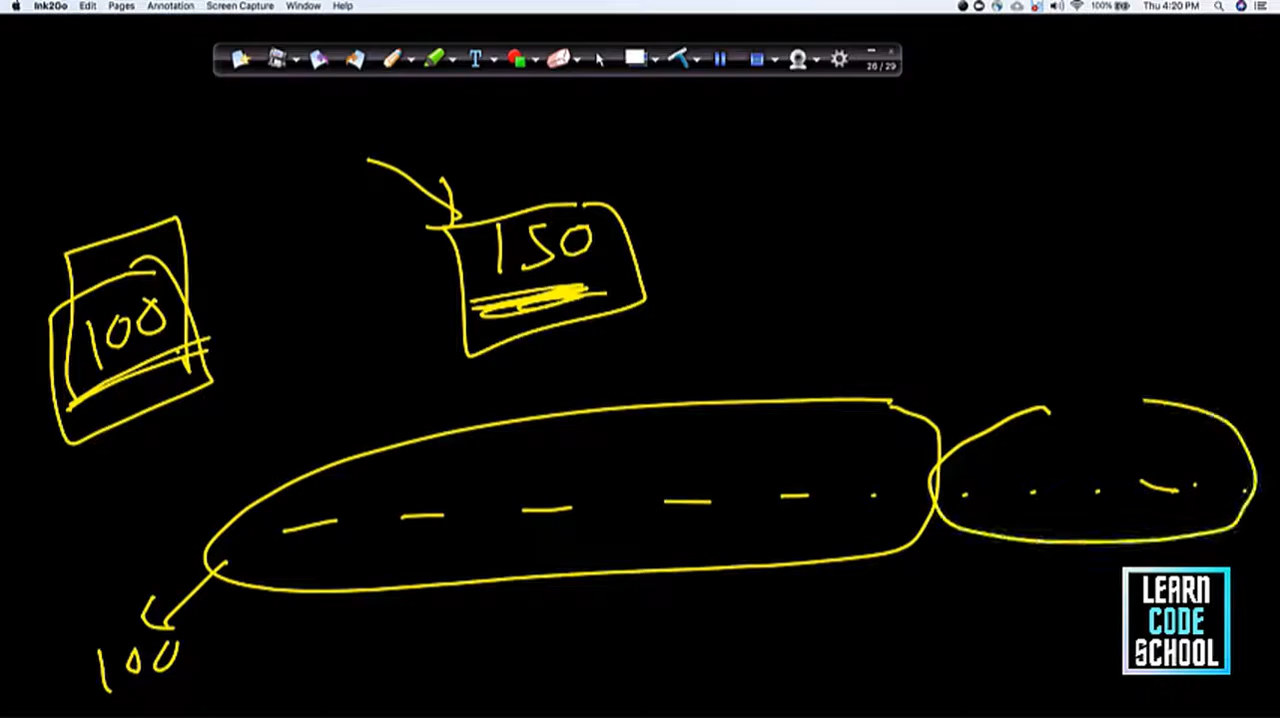 Ink2Go Edit Pages Annotation Screen Capture Window Help
100% Thu 4:20 PM
26 / 29
150
100
100
LEARN
CODE
SCHOOL